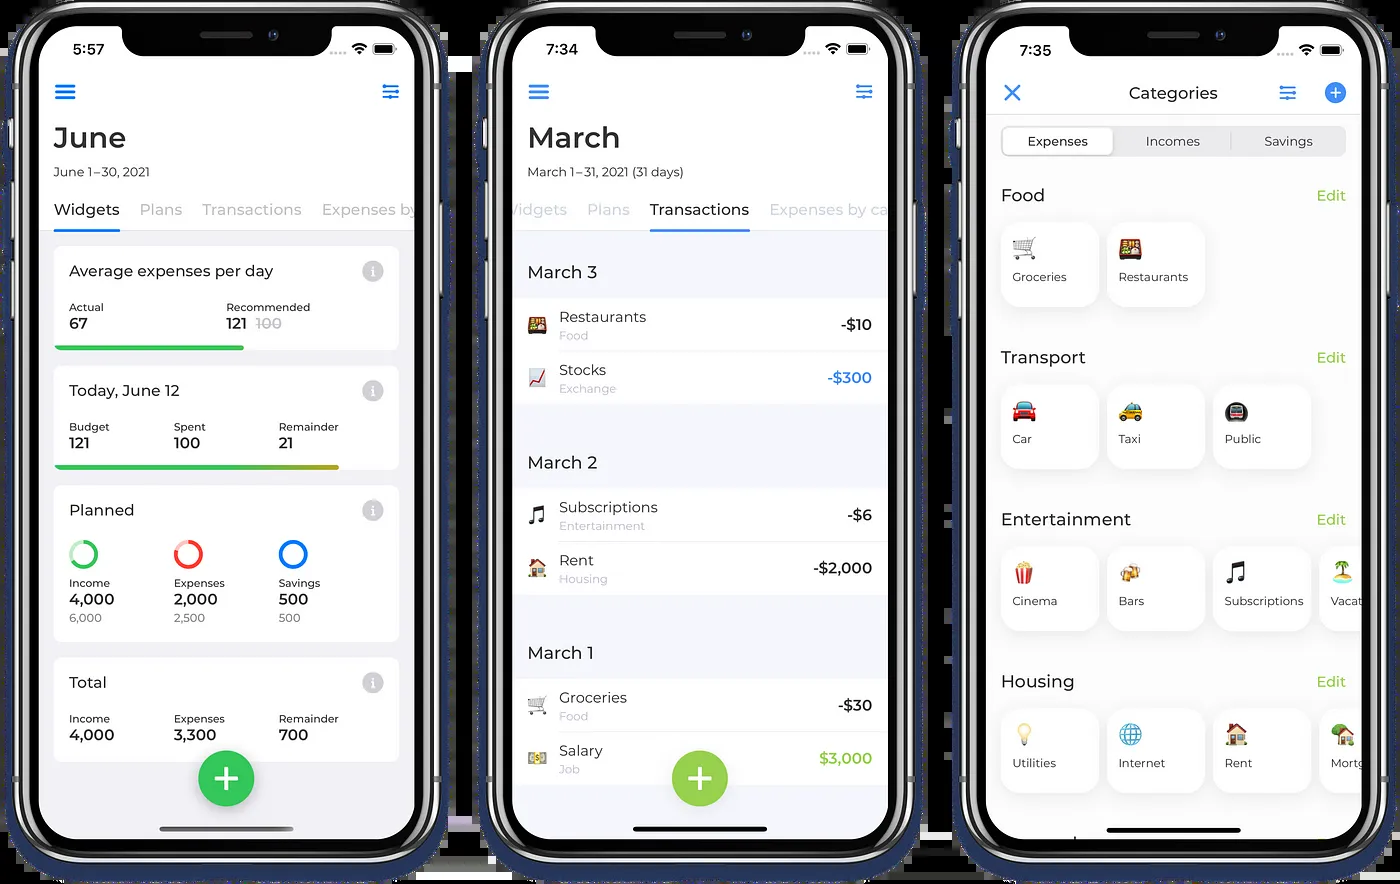 5:57
June
June 1–30, 2021
Widgets Plans Transactions Expenses by
Average expenses per day i
Actual Recommended
67 121 100
Today, June 12 i
Budget Spent Remainder
121 100 21
Planned i
Income Expenses Savings
4,000 2,000 500
6,000 2,500 500
Total i
Income Expenses Remainder
4,000 3,300 700
7:34
March
March 1–31, 2021 (31 days)
Widgets Plans Transactions Expenses by ca
March 3
Restaurants -$10
Food
Stocks -$300
Exchange
March 2
Subscriptions -$6
Entertainment
Rent -$2,000
Housing
March 1
Groceries -$30
Food
Salary $3,000
Job
7:35
Categories
Expenses Incomes Savings
Food Edit
Groceries Restaurants
Transport Edit
Car Taxi Public
Entertainment Edit
Cinema Bars Subscriptions Vacat
Housing Edit
Utilities Internet Rent Mortg